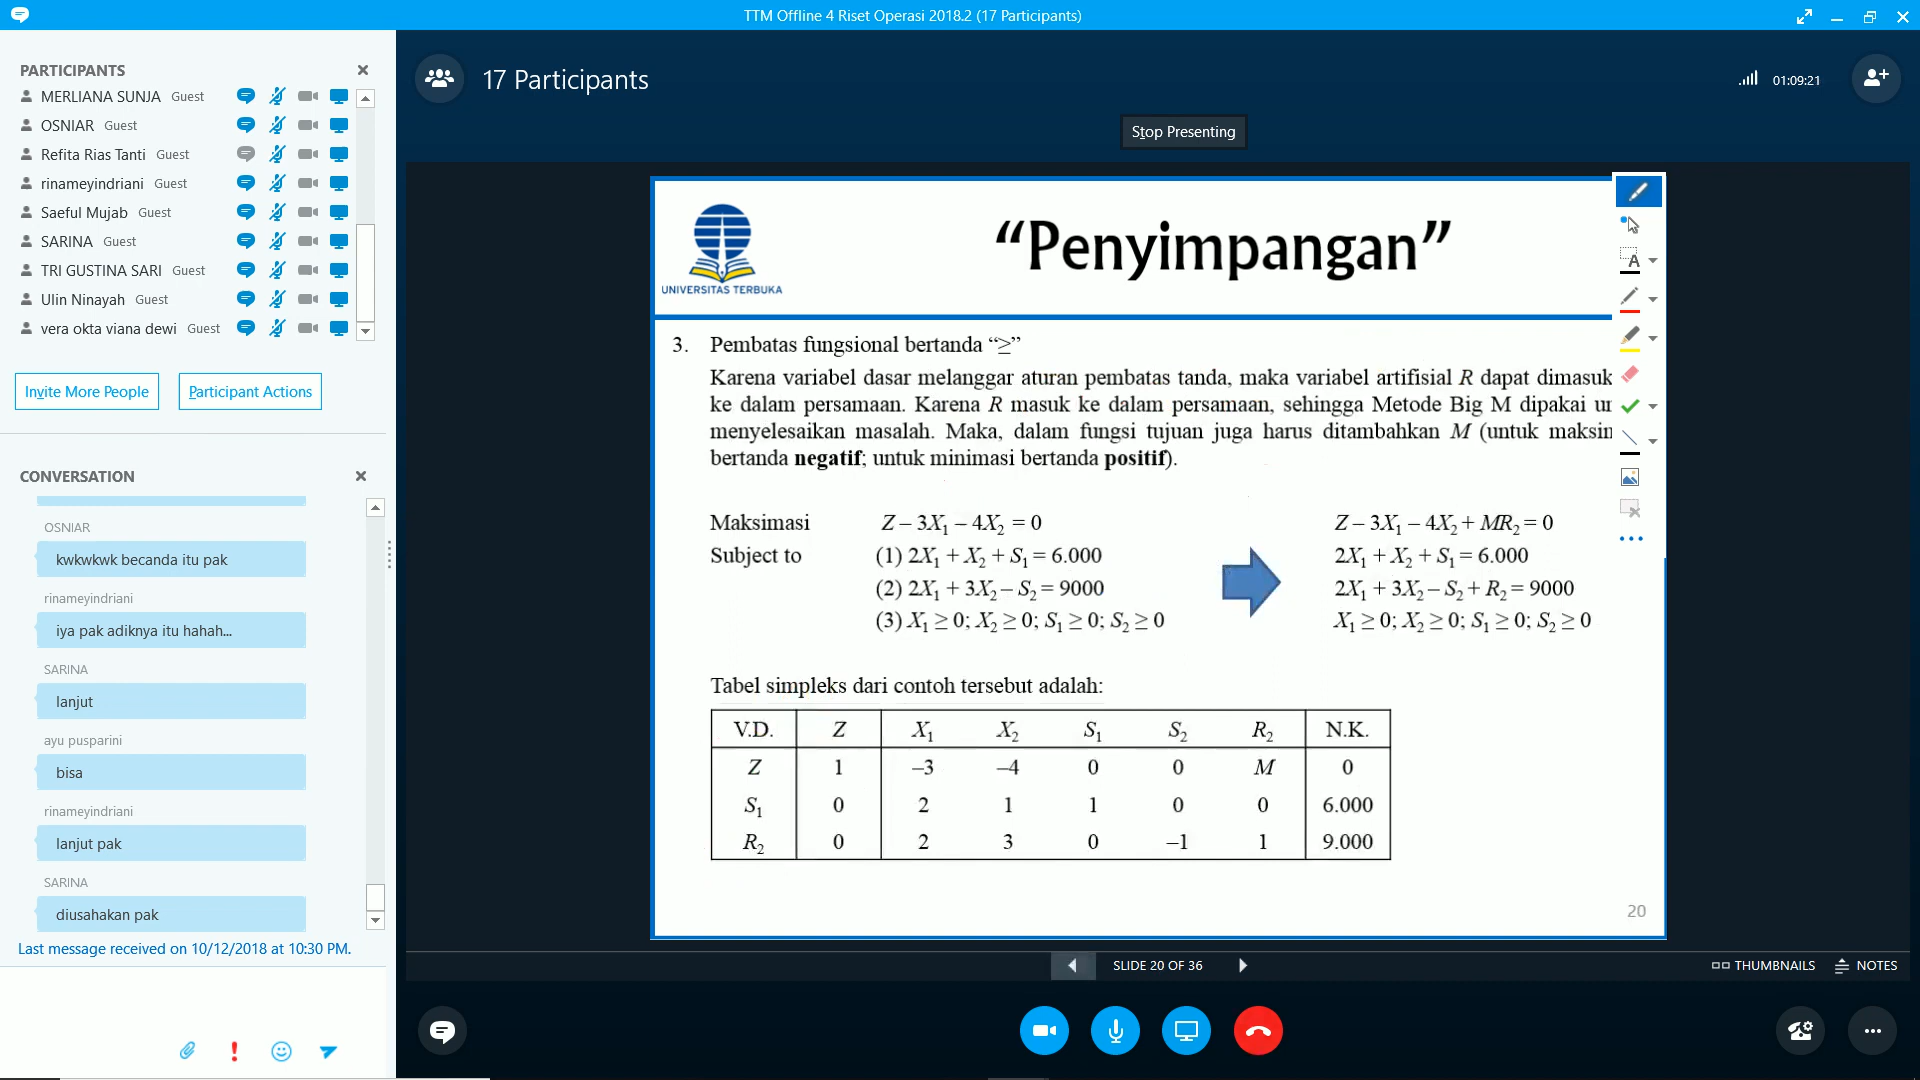 TTM Offline 4 Riset Operasi 2018.2 (17 Participants)
PARTICIPANTS
MERLIANA SUNJA Guest
OSNIAR Guest
Refita Rias Tanti Guest
rinameyindriani Guest
Saeful Mujab Guest
SARINA Guest
TRI GUSTINA SARI Guest
Ulin Ninayah Guest
vera okta viana dewi Guest
Invite More People
Participant Actions
CONVERSATION
OSNIAR
kwkwkwk becanda itu pak
rinameyindriani
iya pak adiknya itu hahah...
SARINA
lanjut
ayu pusparini
bisa
rinameyindriani
lanjut pak
SARINA
diusahakan pak
Last message received on 10/12/2018 at 10:30 PM.
17 Participants
01:09:21
Stop Presenting
UNIVERSITAS TERBUKA
“Penyimpangan”
A
3. Pembatas fungsional bertanda “≥”
Karena variabel dasar melanggar aturan pembatas tanda, maka variabel artifisial R dapat dimasuk
ke dalam persamaan. Karena R masuk ke dalam persamaan, sehingga Metode Big M dipakai un
menyelesaikan masalah. Maka, dalam fungsi tujuan juga harus ditambahkan M (untuk maksim
bertanda negatif; untuk minimasi bertanda positif).
Maksimasi Z – 3X₁ – 4X₂ = 0 Z – 3X₁ – 4X₂ + MR₂ = 0
Subject to (1) 2X₁ + X₂ + S₁ = 6.000 2X₁ + X₂ + S₁ = 6.000
(2) 2X₁ + 3X₂ – S₂ = 9000 2X₁ + 3X₂ – S₂ + R₂ = 9000
(3) X₁ ≥ 0; X₂ ≥ 0; S₁ ≥ 0; S₂ ≥ 0 X₁ ≥ 0; X₂ ≥ 0; S₁ ≥ 0; S₂ ≥ 0
Tabel simpleks dari contoh tersebut adalah:
V.D. Z X₁ X₂ S₁ S₂ R₂ N.K.
Z 1 –3 –4 0 0 M 0
S₁ 0 2 1 1 0 0 6.000
R₂ 0 2 3 0 –1 1 9.000
20
SLIDE 20 OF 36
THUMBNAILS
NOTES